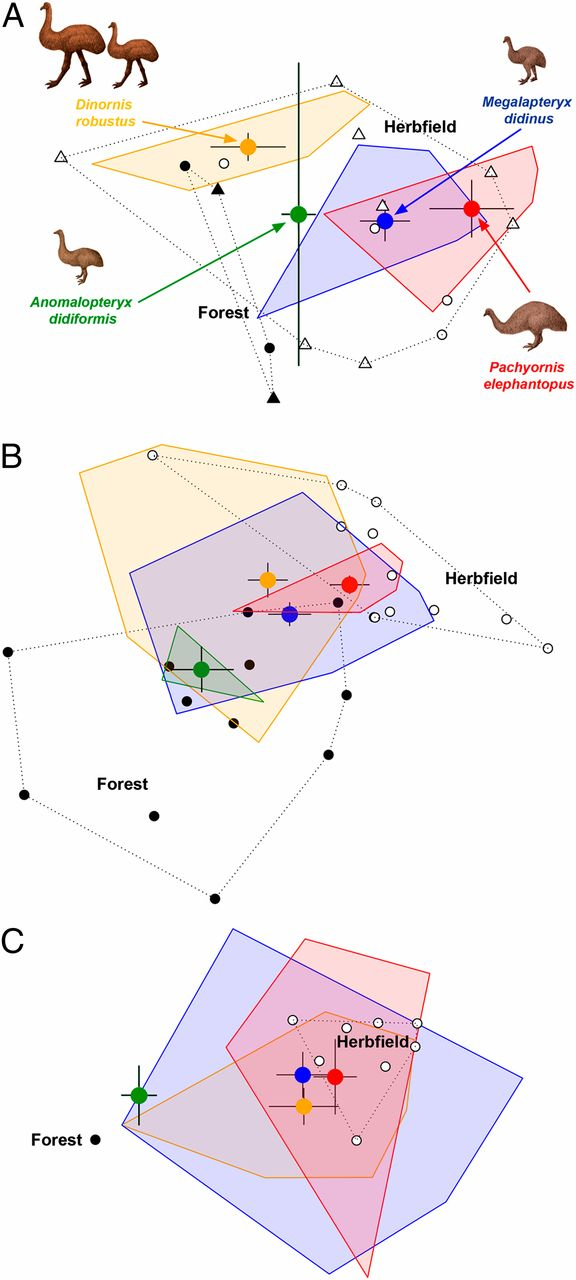 A
Dinornis
robustus
Megalapteryx
didinus
Herbfield
Anomalopteryx
didiformis
Forest
Pachyornis
elephantopus
B
Herbfield
Forest
C
Herbfield
Forest